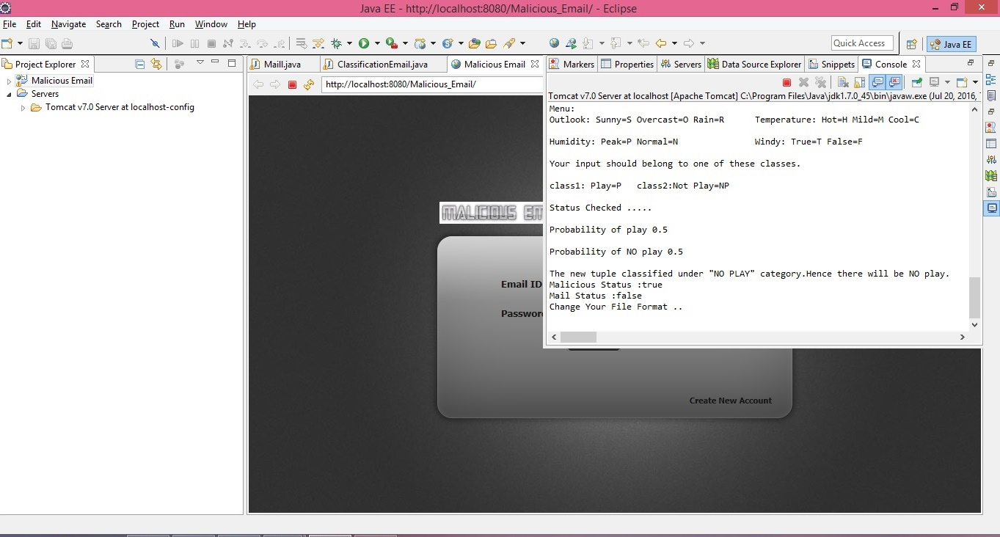 Java EE - http://localhost:8080/Malicious_Email/ - Eclipse
File Edit Navigate Search Project Run Window Help
Quick Access
Java EE
Project Explorer
Malicious Email
Servers
Tomcat v7.0 Server at localhost-config
Maill.java
ClassificationEmail.java
Malicious Email
http://localhost:8080/Malicious_Email/
MALICIOUS EM
Email ID
Passwor
Create New Account
Markers
Properties
Servers
Data Source Explorer
Snippets
Console
Tomcat v7.0 Server at localhost [Apache Tomcat] C:\Program Files\Java\jdk1.7.0_45\bin\javaw.exe (Jul 20, 2016,
Menu:
Outlook: Sunny=S Overcast=O Rain=R Temperature: Hot=H Mild=M Cool=C
Humidity: Peak=P Normal=N Windy: True=T False=F
Your input should belong to one of these classes.
class1: Play=P class2:Not Play=NP
Status Checked .....
Probability of play 0.5
Probability of NO play 0.5
The new tuple classified under "NO PLAY" category.Hence there will be NO play.
Malicious Status :true
Mail Status :false
Change Your File Format ..